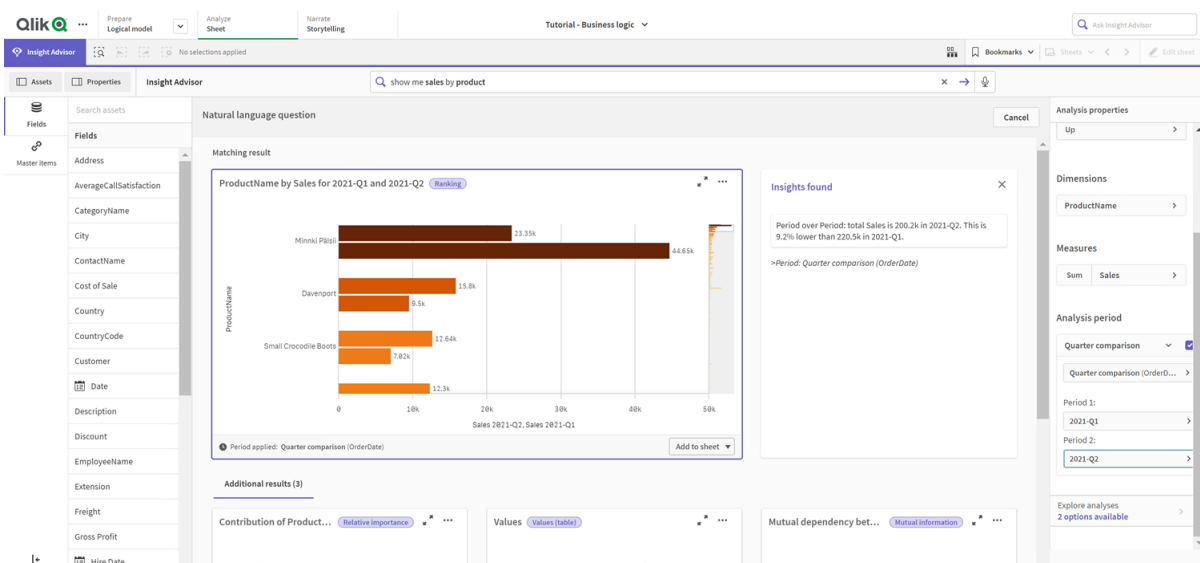 Qlik
Prepare
Logical model
Analyze
Sheet
Narrate
Storytelling
Tutorial - Business logic
Ask Insight Advisor
Insight Advisor
No selections applied
Bookmarks
Sheets
Edit sheet
Assets
Properties
Insight Advisor
show me sales by product
Fields
Master items
Search assets
Fields
Address
AverageCallSatisfaction
CategoryName
City
ContactName
Cost of Sale
Country
CountryCode
Customer
Date
Description
Discount
EmployeeName
Extension
Freight
Gross Profit
Hire Date
Natural language question
Cancel
Matching result
ProductName by Sales for 2021-Q1 and 2021-Q2
Ranking
ProductName
Minnki Pälsii
23.35k
44.65k
Davenport
15.8k
9.5k
Small Crocodile Boots
12.64k
7.02k
12.3k
0
10k
20k
30k
40k
50k
Sales 2021-Q2, Sales 2021-Q1
Period applied: Quarter comparison (OrderDate)
Add to sheet
Insights found
Period over Period: total Sales is 200.2k in 2021-Q2. This is
9.2% lower than 220.5k in 2021-Q1.
>Period: Quarter comparison (OrderDate)
Additional results (3)
Contribution of Product...
Relative importance
Values
Values (table)
Mutual dependency bet...
Mutual information
Analysis properties
Up
Dimensions
ProductName
Measures
Sum
Sales
Analysis period
Quarter comparison
Quarter comparison (OrderD...
Period 1:
2021-Q1
Period 2:
2021-Q2
Explore analyses
2 options available